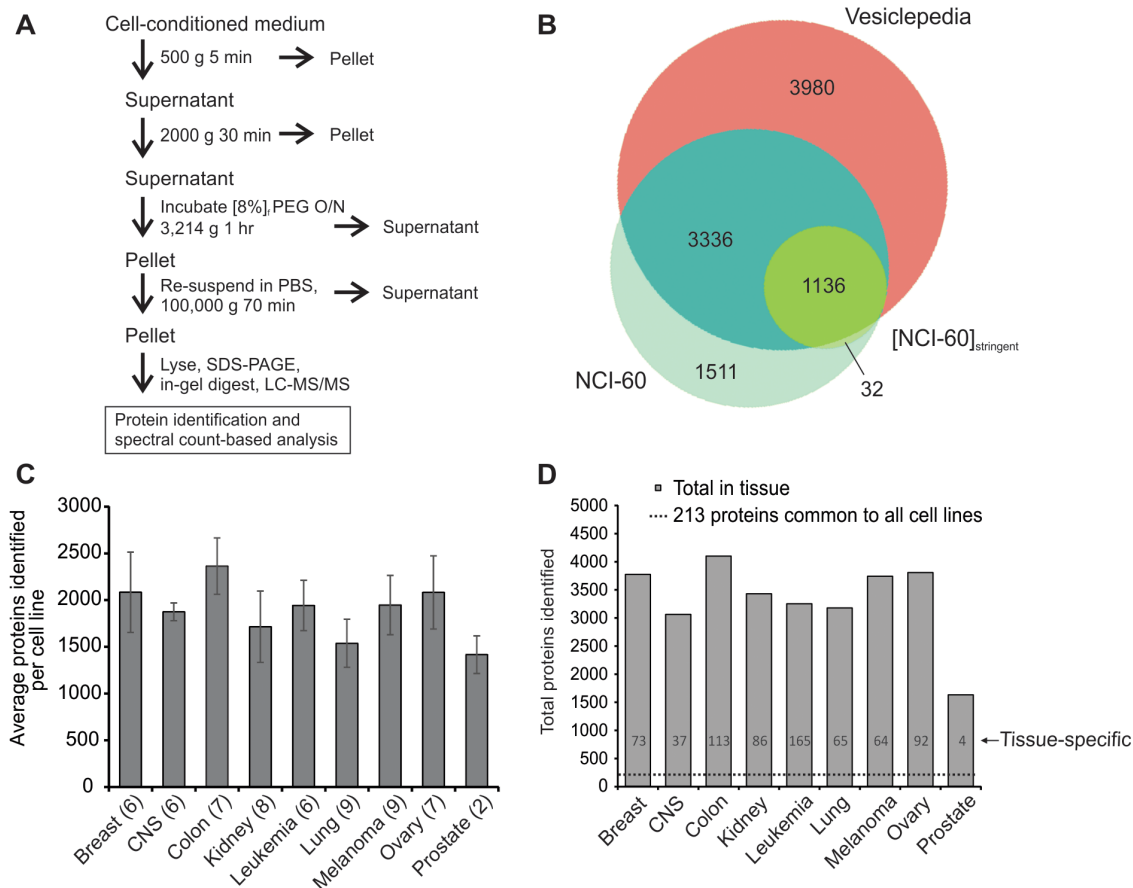 A
Cell-conditioned medium
500 g 5 min
Pellet
Supernatant
2000 g 30 min
Pellet
Supernatant
Incubate [8%]f PEG O/N
3,214 g 1 hr
Supernatant
Pellet
Re-suspend in PBS,
100,000 g 70 min
Supernatant
Pellet
Lyse, SDS-PAGE,
in-gel digest, LC-MS/MS
Protein identification and
spectral count-based analysis
B
Vesiclepedia
3980
3336
1136
[NCI-60]stringent
NCI-60
1511
32
C
Average proteins identified
per cell line
3000
2500
2000
1500
1000
500
0
Breast (6)
CNS (6)
Colon (7)
Kidney (8)
Leukemia (6)
Lung (9)
Melanoma (9)
Ovary (7)
Prostate (2)
D
Total in tissue
213 proteins common to all cell lines
Total proteins identified
5000
4500
4000
3500
3000
2500
2000
1500
1000
500
0
73
37
113
86
165
65
64
92
4
Tissue-specific
Breast
CNS
Colon
Kidney
Leukemia
Lung
Melanoma
Ovary
Prostate